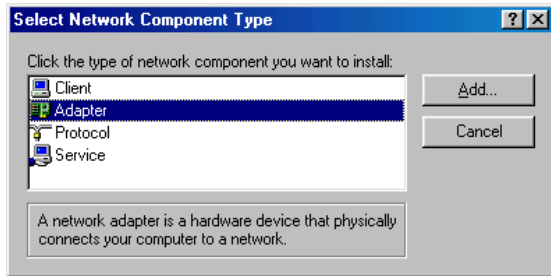 Select Network Component Type
Click the type of network component you want to install:
Client
Adapter
Protocol
Service
Add...
Cancel
A network adapter is a hardware device that physically
connects your computer to a network.